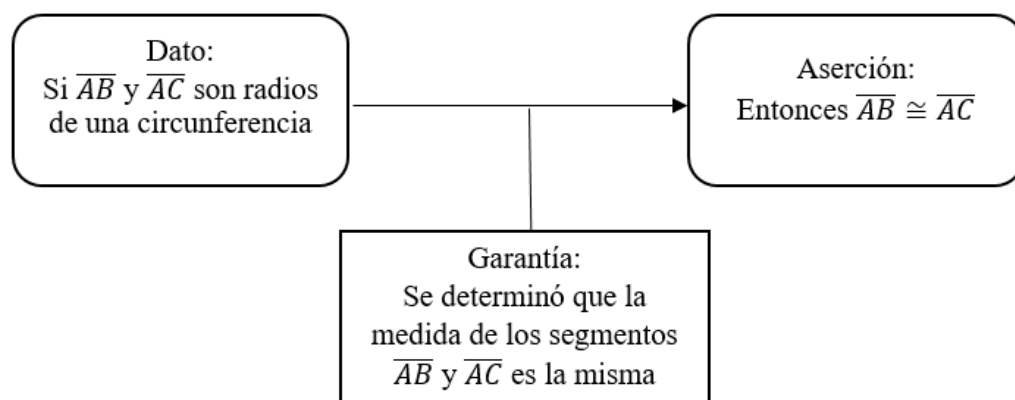 Dato:
Si AB y AC son radios
de una circunferencia
Aserción:
Entonces AB ≅ AC
Garantía:
Se determinó que la
medida de los segmentos
AB y AC es la misma